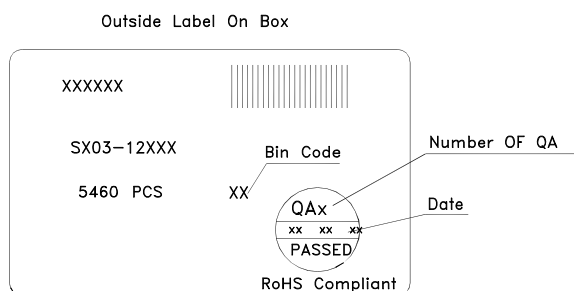 Outside Label On Box
XXXXXX
SX03-12XXX
Bin Code
Number OF QA
5460 PCS
XX
QAx
Date
xx xx xx
PASSED
RoHS Compliant